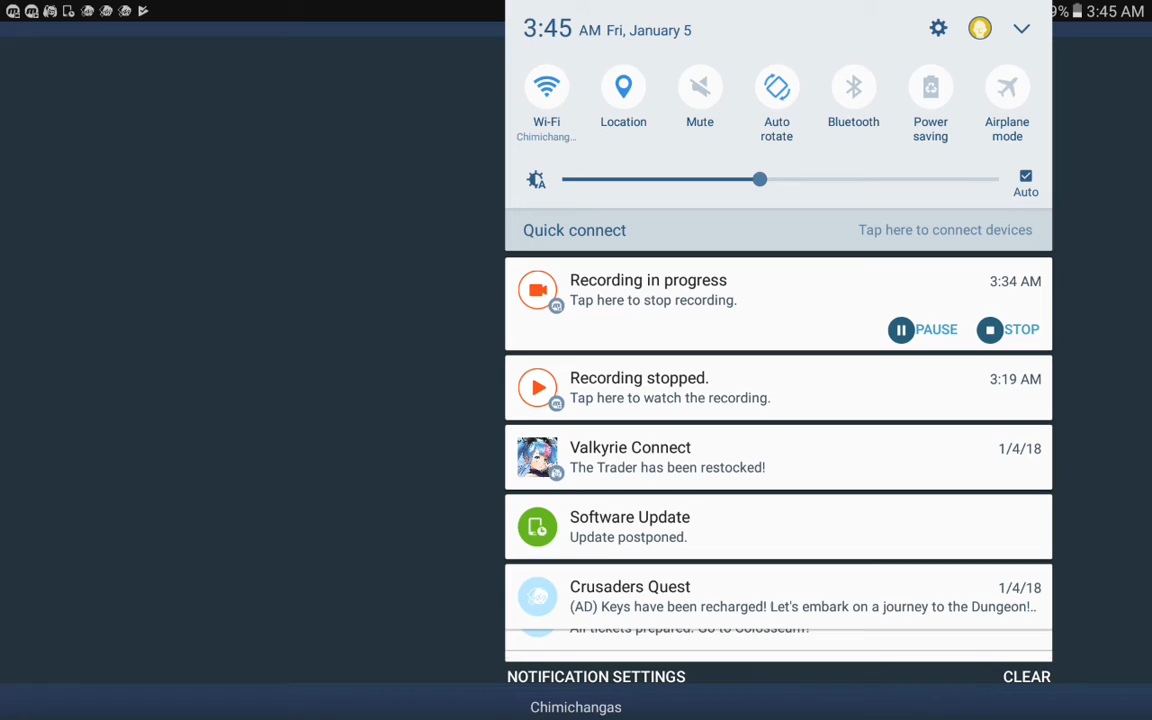 9% 3:45 AM
3:45 AM Fri, January 5
Wi-Fi Location Mute Auto rotate Bluetooth Power saving Airplane mode
Chimichang...
Auto
Quick connect Tap here to connect devices
Recording in progress 3:34 AM
Tap here to stop recording.
PAUSE STOP
Recording stopped. 3:19 AM
Tap here to watch the recording.
Valkyrie Connect 1/4/18
The Trader has been restocked!
Software Update
Update postponed.
Crusaders Quest 1/4/18
(AD) Keys have been recharged! Let's embark on a journey to the Dungeon!..
All tickets prepared. Go to Colosseum!
NOTIFICATION SETTINGS CLEAR
Chimichangas